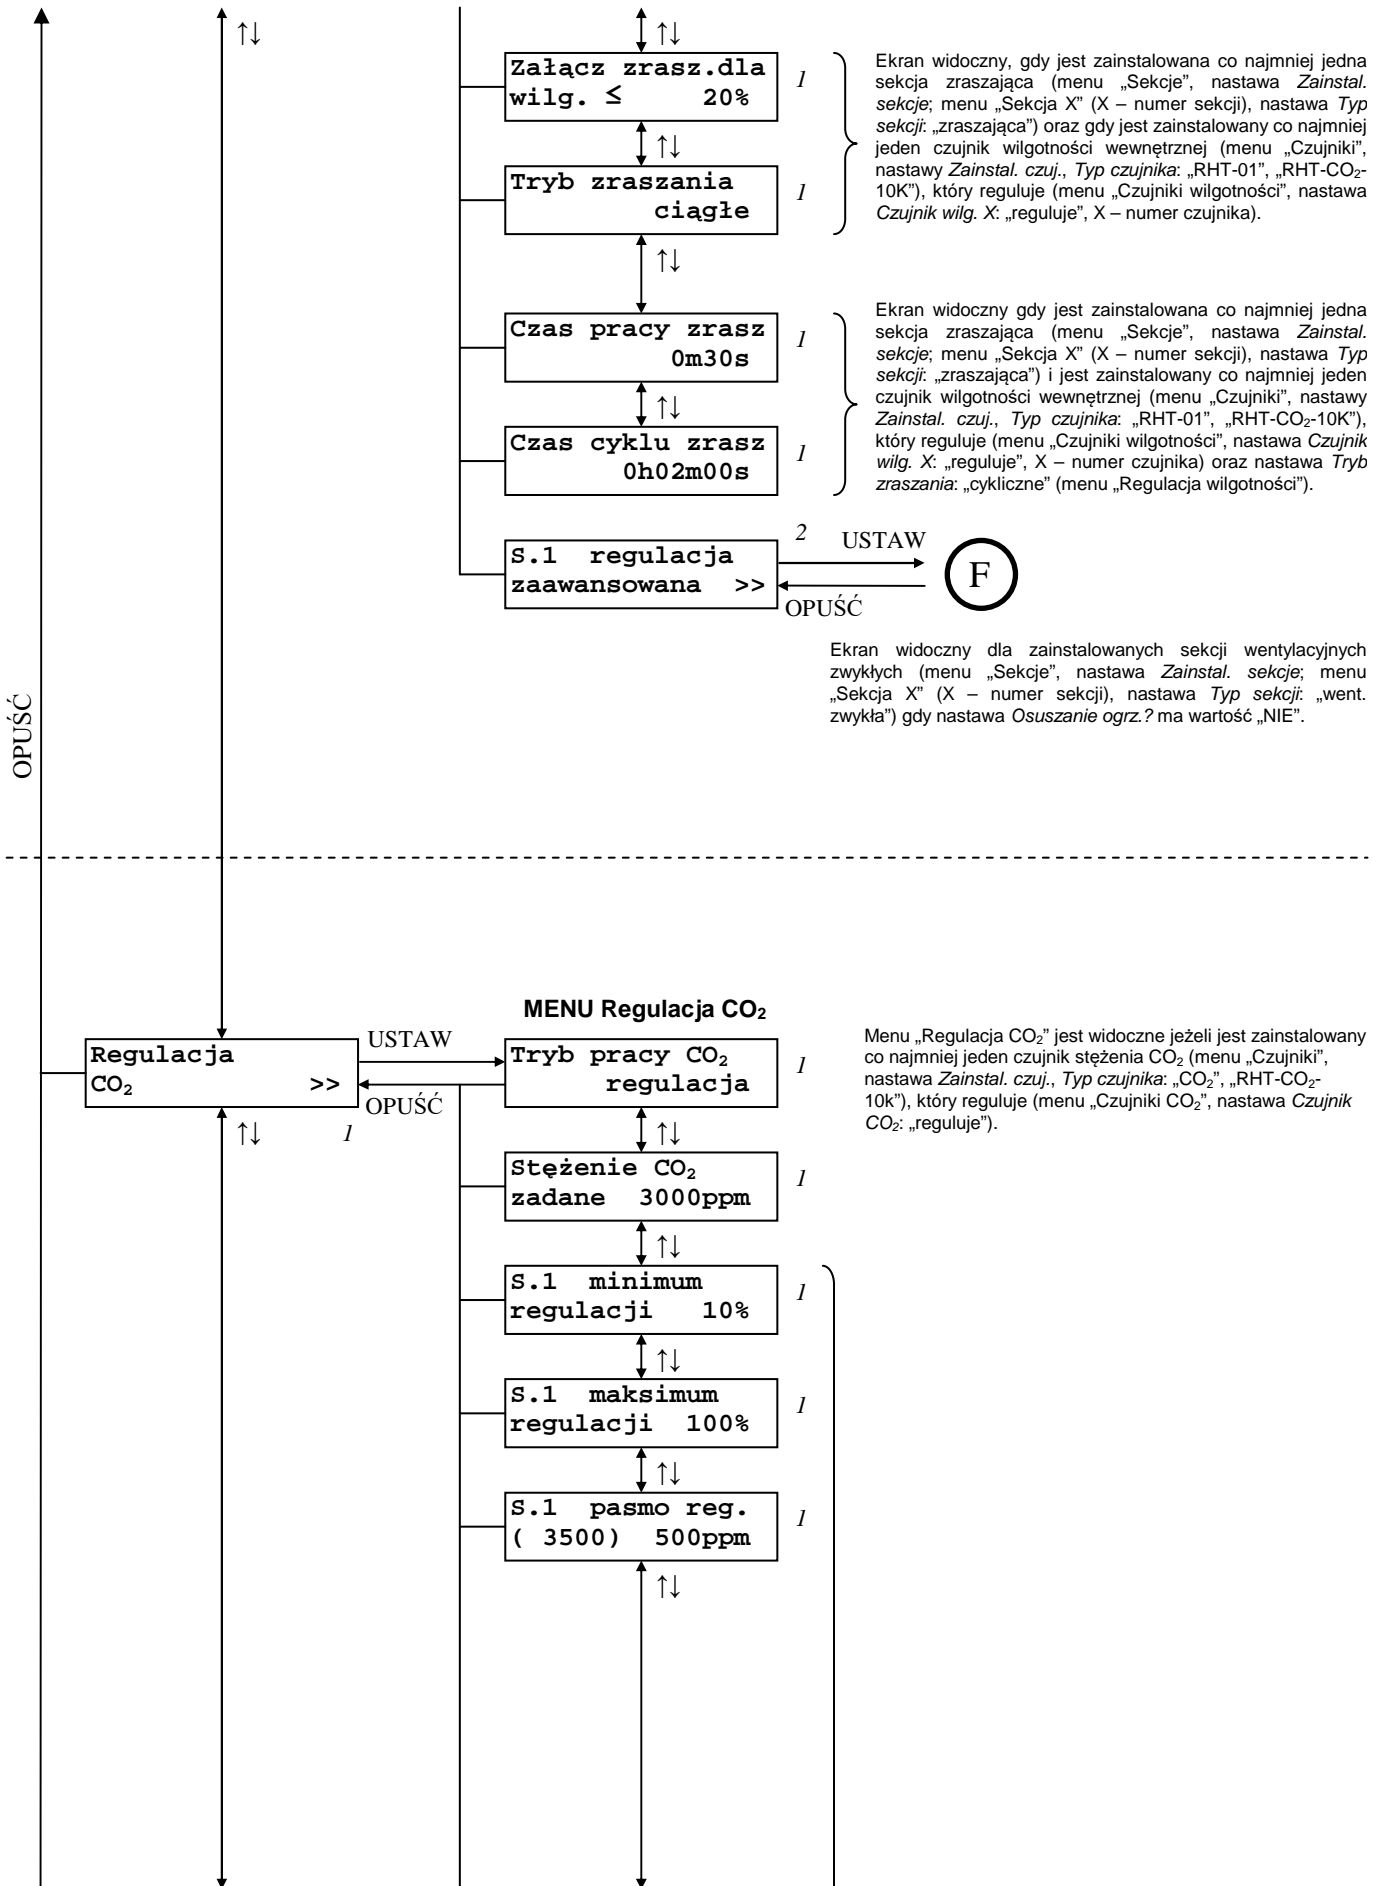 ↑↓
↑↓
Załącz zrasz.dla
wilg. ≤ 20%
1
Ekran widoczny, gdy jest zainstalowana co najmniej jedna
sekcja zraszająca (menu „Sekcje”, nastawa Zainstal.
sekcje; menu „Sekcja X” (X – numer sekcji), nastawa Typ
sekcji: „zraszająca”) oraz gdy jest zainstalowany co najmniej
jeden czujnik wilgotności wewnętrznej (menu „Czujniki”,
nastawy Zainstal. czuj., Typ czujnika: „RHT-01”, „RHT-CO₂-
10K”), który reguluje (menu „Czujniki wilgotności”, nastawa
Czujnik wilg. X: „reguluje”, X – numer czujnika).
↑↓
Tryb zraszania
ciągłe
1
↑↓
Czas pracy zrasz
0m30s
1
Ekran widoczny gdy jest zainstalowana co najmniej jedna
sekcja zraszająca (menu „Sekcje”, nastawa Zainstal.
sekcje; menu „Sekcja X” (X – numer sekcji), nastawa Typ
sekcji: „zraszająca”) i jest zainstalowany co najmniej jeden
czujnik wilgotności wewnętrznej (menu „Czujniki”, nastawy
Zainstal. czuj., Typ czujnika: „RHT-01”, „RHT-CO₂-10K”),
który reguluje (menu „Czujniki wilgotności”, nastawa Czujnik
wilg. X: „reguluje”, X – numer czujnika) oraz nastawa Tryb
zraszania: „cykliczne” (menu „Regulacja wilgotności”).
↑↓
Czas cyklu zrasz
0h02m00s
1
S.1 regulacja
zaawansowana >>
2
USTAW
OPUŚĆ
F
Ekran widoczny dla zainstalowanych sekcji wentylacyjnych
zwykłych (menu „Sekcje”, nastawa Zainstal. sekcje; menu
„Sekcja X” (X – numer sekcji), nastawa Typ sekcji: „went.
zwykła”) gdy nastawa Osuszanie ogrz.? ma wartość „NIE”.
OPUŚĆ
MENU Regulacja CO₂
Regulacja
CO₂ >>
USTAW
OPUŚĆ
↑↓
1
Tryb pracy CO₂
regulacja
1
Menu „Regulacja CO₂” jest widoczne jeżeli jest zainstalowany
co najmniej jeden czujnik stężenia CO₂ (menu „Czujniki”,
nastawa Zainstal. czuj., Typ czujnika: „CO₂”, „RHT-CO₂-
10k”), który reguluje (menu „Czujniki CO₂”, nastawa Czujnik
CO₂: „reguluje”).
↑↓
Stężenie CO₂
zadane 3000ppm
1
↑↓
S.1 minimum
regulacji 10%
1
↑↓
S.1 maksimum
regulacji 100%
1
↑↓
S.1 pasmo reg.
( 3500) 500ppm
1
↑↓